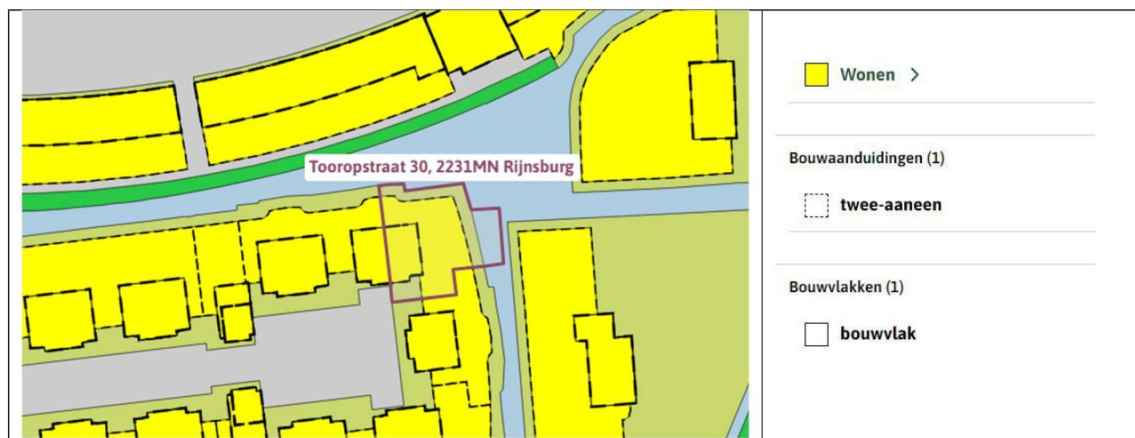 Tooropstraat 30, 2231MN Rijnsburg
Wonen >
Bouwaanduidingen (1)
twee-aaneen
Bouwvlakken (1)
bouwvlak